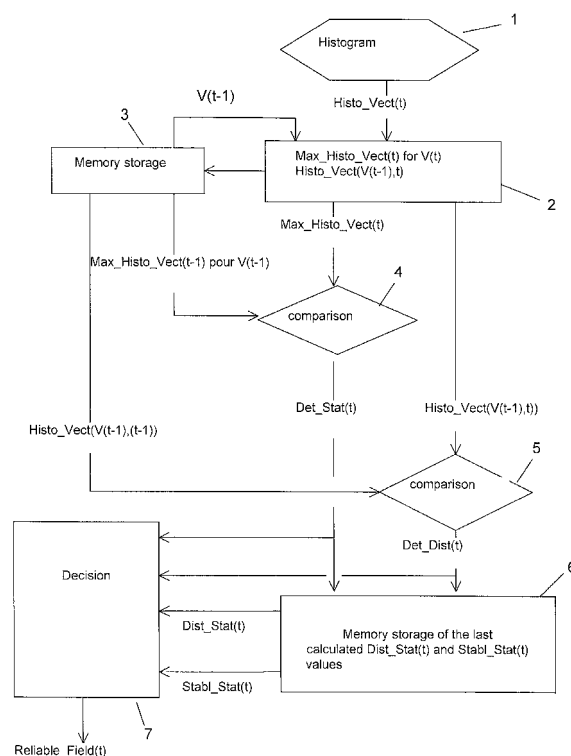 1
Histogram
Histo_Vect(t)
V(t-1)
3
Memory storage
Max_Histo_Vect(t) for V(t)
Histo_Vect(V(t-1),t)
2
Max_Histo_Vect(t)
Max_Histo_Vect(t-1) pour V(t-1)
4
comparison
Det_Stat(t)
Histo_Vect(V(t-1),t))
Histo_Vect(V(t-1),(t-1))
5
comparison
Det_Dist(t)
6
Decision
Memory storage of the last
calculated Dist_Stat(t) and Stabl_Stat(t)
values
Dist_Stat(t)
Stabl_Stat(t)
7
Reliable_Field(t)